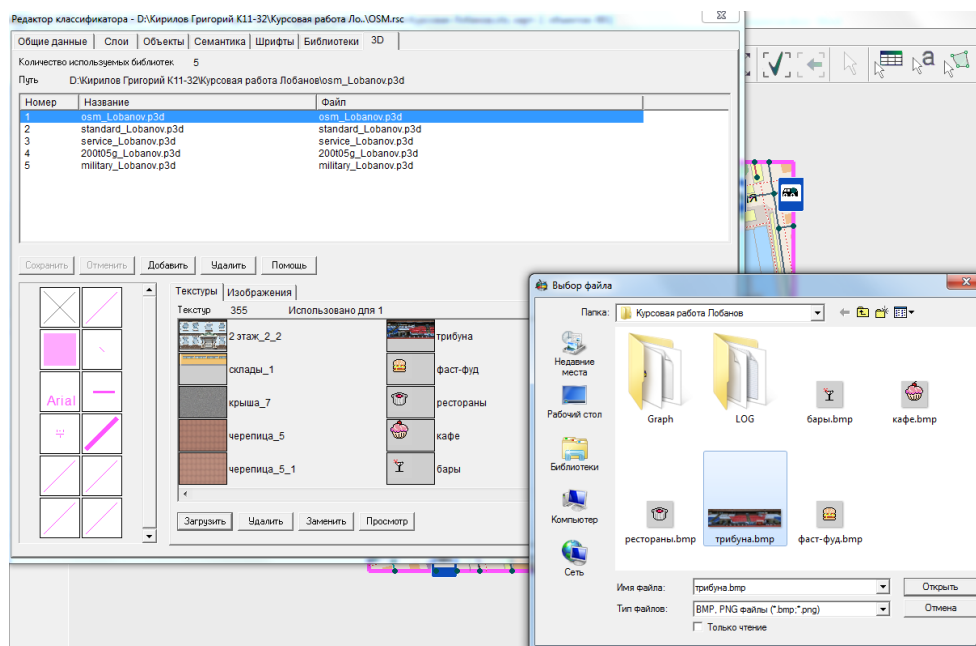 Редактор классификатора - D:\Кирилов Григорий К11-32\Курсовая работа Ло..\OSM.rsc
Общие данные Слои Объекты Семантика Шрифты Библиотеки 3D
Количество используемых библиотек 5
Путь D:\Кирилов Григорий К11-32\Курсовая работа Лобанов\osm_Lobanov.p3d
Номер Название Файл
1 osm_Lobanov.p3d osm_Lobanov.p3d
2 standard_Lobanov.p3d standard_Lobanov.p3d
3 service_Lobanov.p3d service_Lobanov.p3d
4 200t05g_Lobanov.p3d 200t05g_Lobanov.p3d
5 military_Lobanov.p3d military_Lobanov.p3d
Сохранить Отменить Добавить Удалить Помощь
Arial
Текстуры Изображения
Текстур 355 Использовано для 1
2 этаж_2_2 трибуна
склады_1 фаст-фуд
крыша_7 рестораны
черепица_5 кафе
черепица_5_1 бары
Загрузить Удалить Заменить Просмотр
a
Выбор файла
Папка: Курсовая работа Лобанов
Недавние места
Рабочий стол
Библиотеки
Компьютер
Сеть
Graph LOG бары.bmp кафе.bmp
рестораны.bmp трибуна.bmp фаст-фуд.bmp
Имя файла: трибуна.bmp Открыть
Тип файлов: BMP, PNG файлы (*.bmp;*.png) Отмена
Только чтение